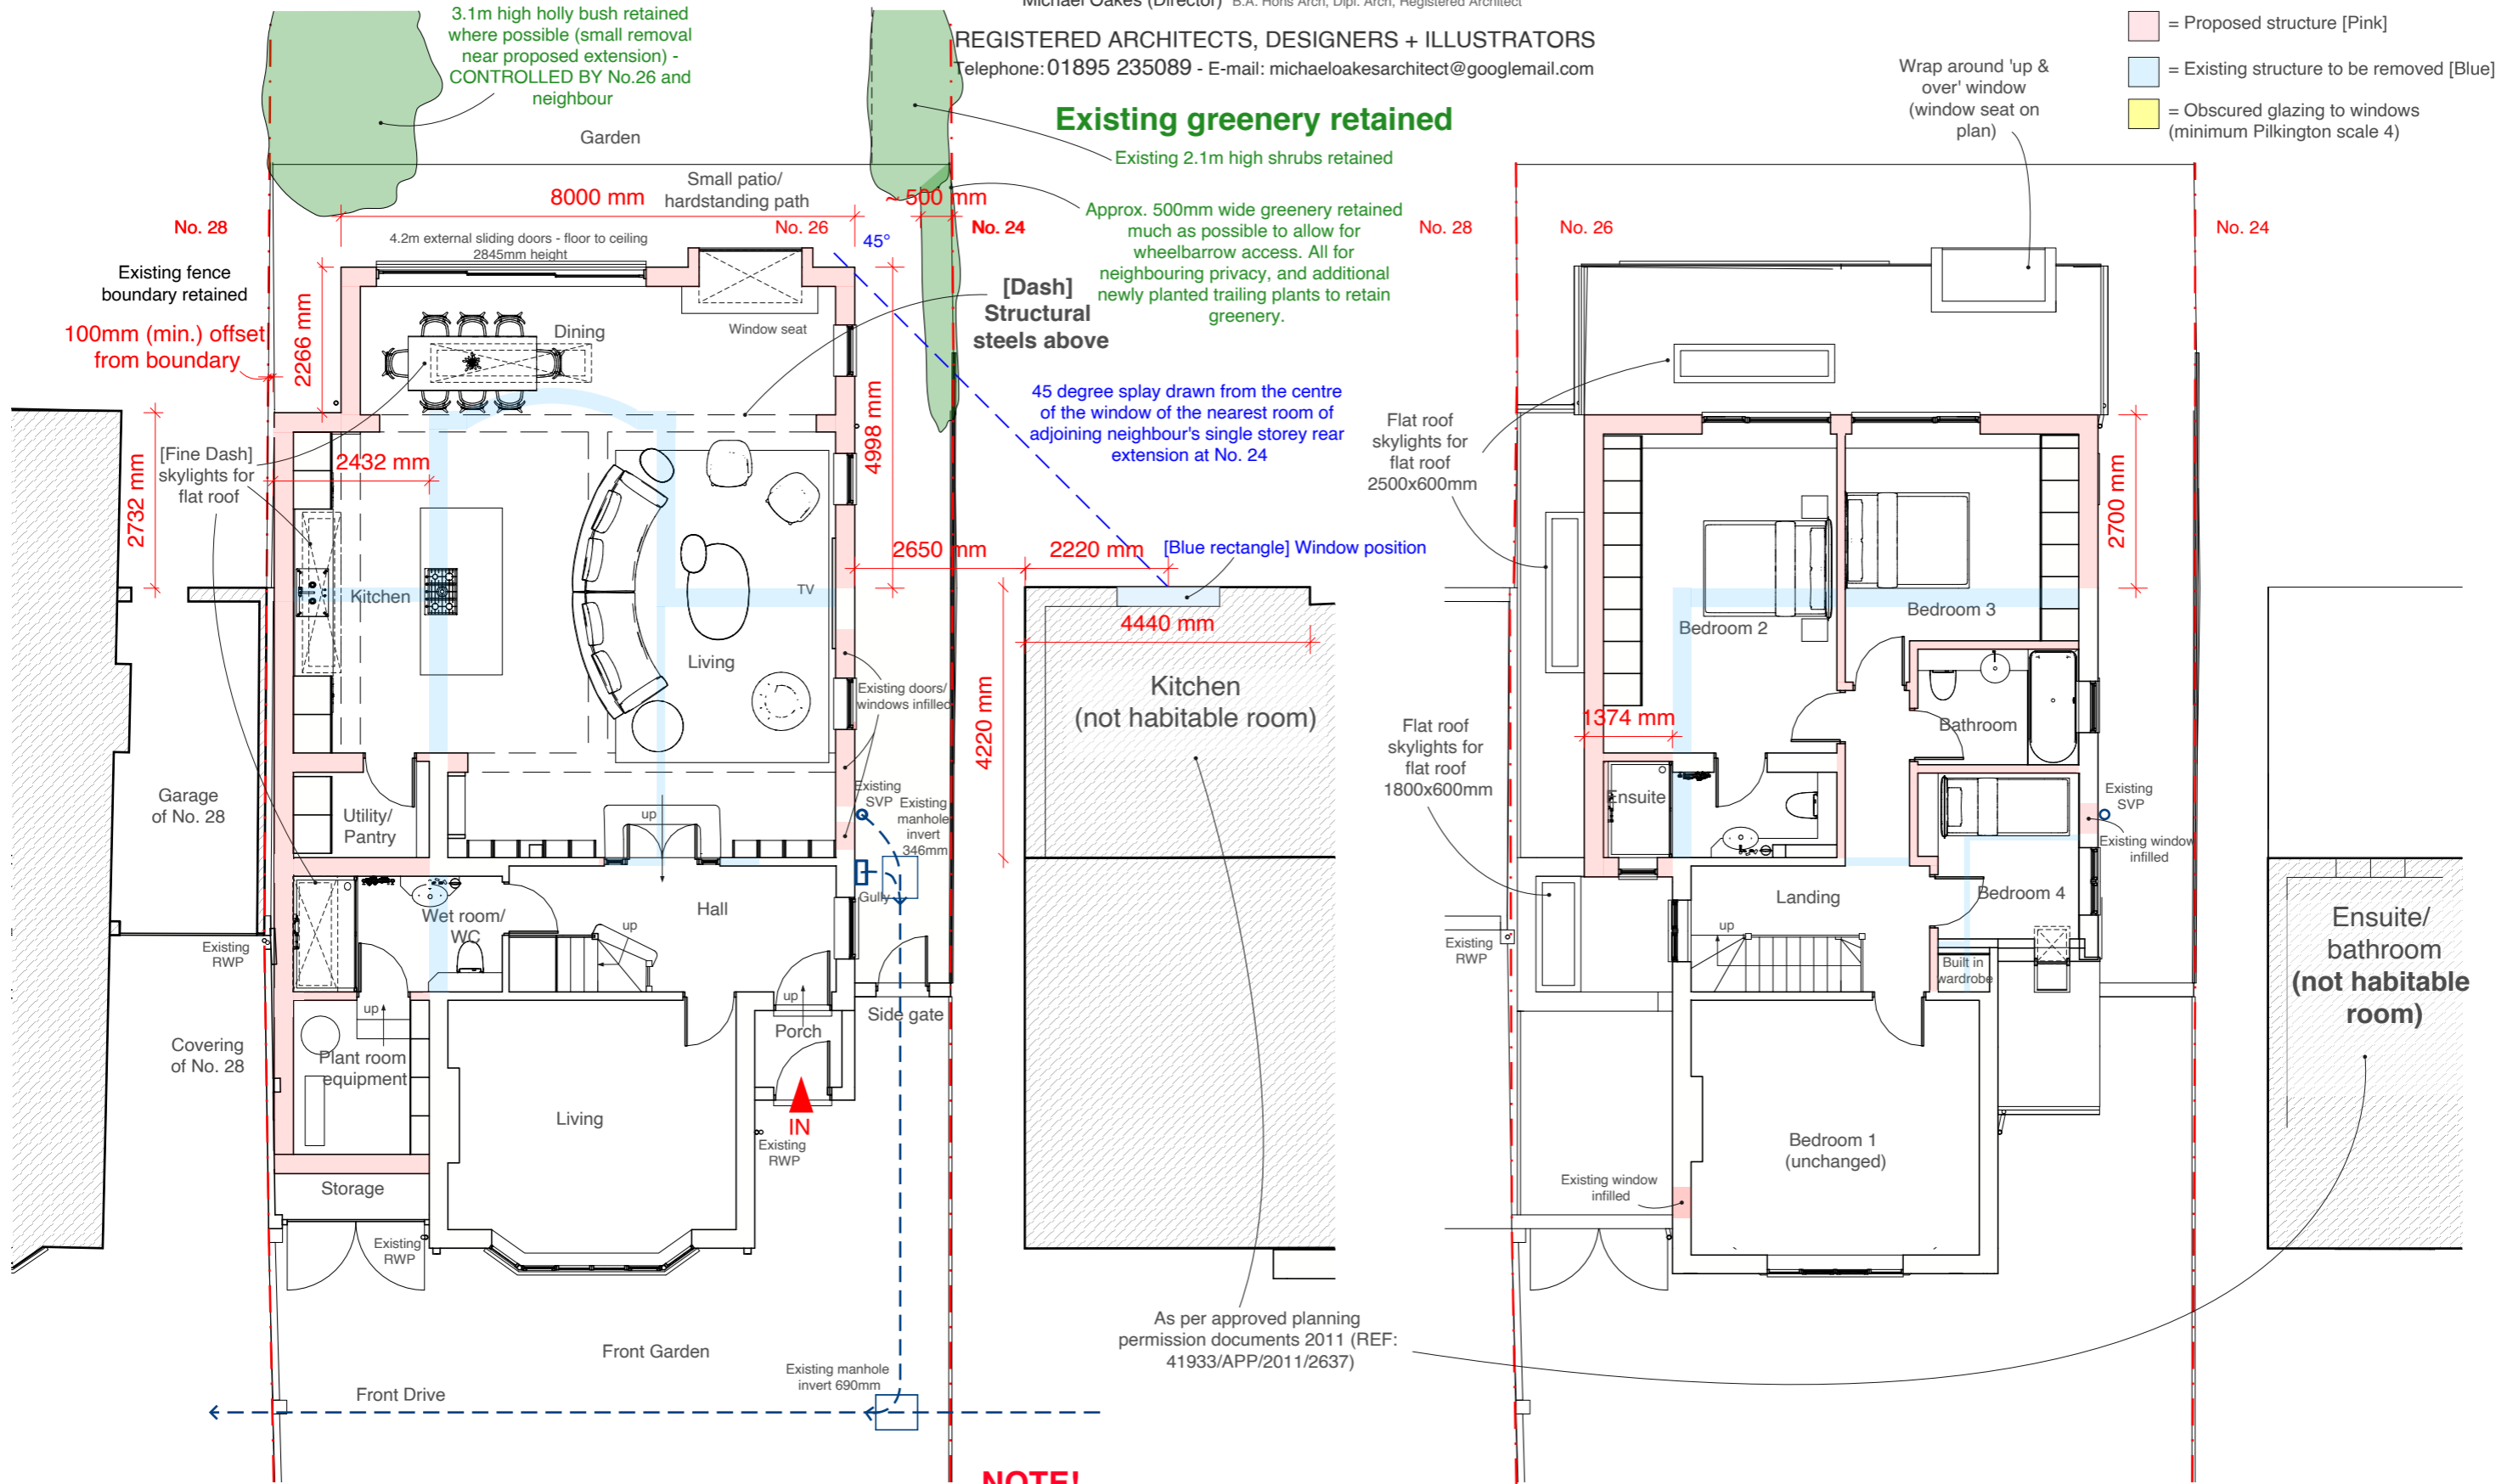 Michael Oakes (Director) B.A. Hons Arch, Dipl. Arch, Registered Architect
REGISTERED ARCHITECTS, DESIGNERS + ILLUSTRATORS
Telephone: 01895 235089 - E-mail: michaeloakesarchitect@googlemail.com
= Proposed structure [Pink]
= Existing structure to be removed [Blue]
= Obscured glazing to windows
(minimum Pilkington scale 4)
3.1m high holly bush retained
where possible (small removal
near proposed extension) -
CONTROLLED BY No.26 and
neighbour
Garden
Existing greenery retained
Existing 2.1m high shrubs retained
Wrap around 'up &
over' window
(window seat on
plan)
Small patio/
hardstanding path
8000 mm
~ 500 mm
Approx. 500mm wide greenery retained
much as possible to allow for
wheelbarrow access. All for
neighbouring privacy, and additional
newly planted trailing plants to retain
greenery.
No. 28
No. 26
No. 24
45°
4.2m external sliding doors - floor to ceiling
2845mm height
Existing fence
boundary retained
100mm (min.) offset
from boundary
2266 mm
Dining
Window seat
[Dash]
Structural
steels above
45 degree splay drawn from the centre
of the window of the nearest room of
adjoining neighbour's single storey rear
extension at No. 24
4998 mm
[Fine Dash]
skylights for
flat roof
2432 mm
2732 mm
2650 mm
2220 mm
[Blue rectangle] Window position
Kitchen
TV
4440 mm
Living
Kitchen
(not habitable room)
4220 mm
Existing doors/
windows infilled
Garage
of No. 28
Utility/
Pantry
up
Existing
SVP
Existing
manhole
invert
346mm
Gully
Wet room/
WC
Hall
up
Existing
RWP
up
up
Side gate
Porch
Covering
of No. 28
Plant room
equipment
Living
IN
Existing
RWP
Storage
Existing
RWP
As per approved planning
permission documents 2011 (REF:
41933/APP/2011/2637)
Front Garden
Existing manhole
invert 690mm
Front Drive
NOTE!
No. 28
No. 26
No. 24
Flat roof
skylights for
flat roof
2500x600mm
2700 mm
Bedroom 2
Bedroom 3
1374 mm
Bathroom
Flat roof
skylights for
flat roof
1800x600mm
Ensuite
Existing
SVP
Existing window
infilled
Landing
Bedroom 4
up
Existing
RWP
Built in
wardrobe
Ensuite/
bathroom
(not habitable
room)
Bedroom 1
(unchanged)
Existing window
infilled